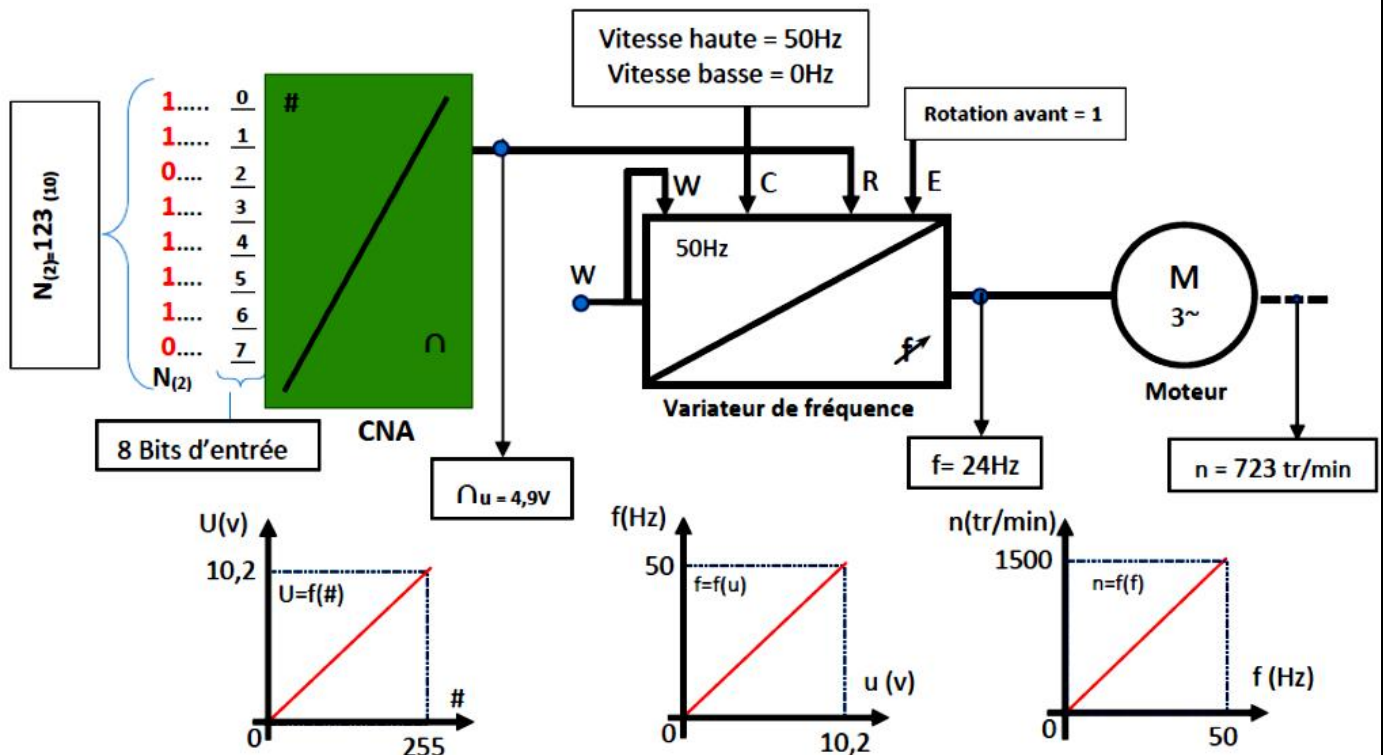 Vitesse haute = 50Hz
Vitesse basse = 0Hz
Rotation avant = 1
N(2)=123 (10)
1..... 0
1..... 1
0.... 2
1.... 3
1.... 4
1.... 5
1.... 6
0.... 7
N(2)
#
∩
CNA
8 Bits d'entrée
∩u = 4,9V
W
W C R E
50Hz
f
Variateur de fréquence
M
3~
Moteur
f= 24Hz
n = 723 tr/min
U(v)
10,2
U=f(#)
#
0
255
f(Hz)
50
f=f(u)
u (v)
0
10,2
n(tr/min)
1500
n=f(f)
f (Hz)
0
50